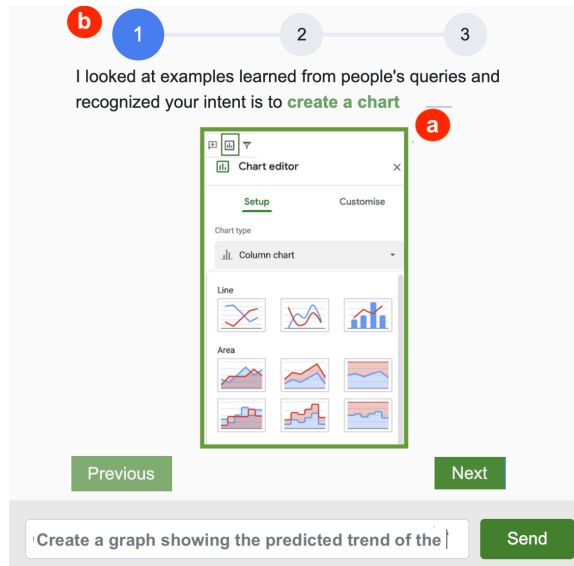 b
1
2
3
I looked at examples learned from people's queries and
recognized your intent is to create a chart
a
Chart editor
Setup
Customise
Chart type
Column chart
Line
Area
Previous
Next
Create a graph showing the predicted trend of the
Send